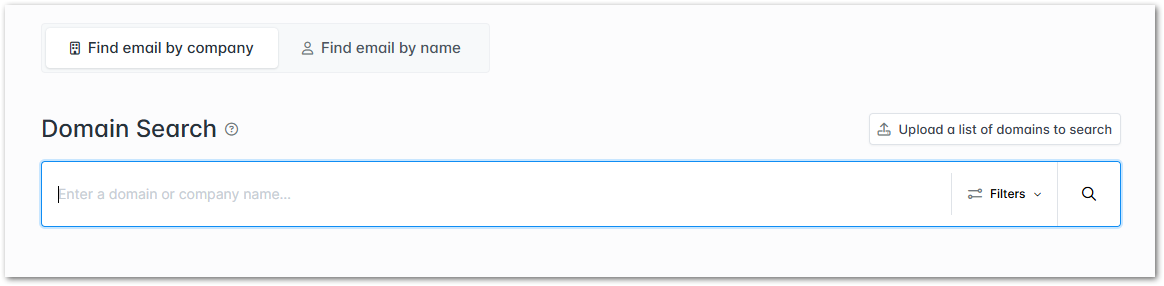 Find email by company Find email by name
Domain Search
Upload a list of domains to search
Enter a domain or company name...
Filters